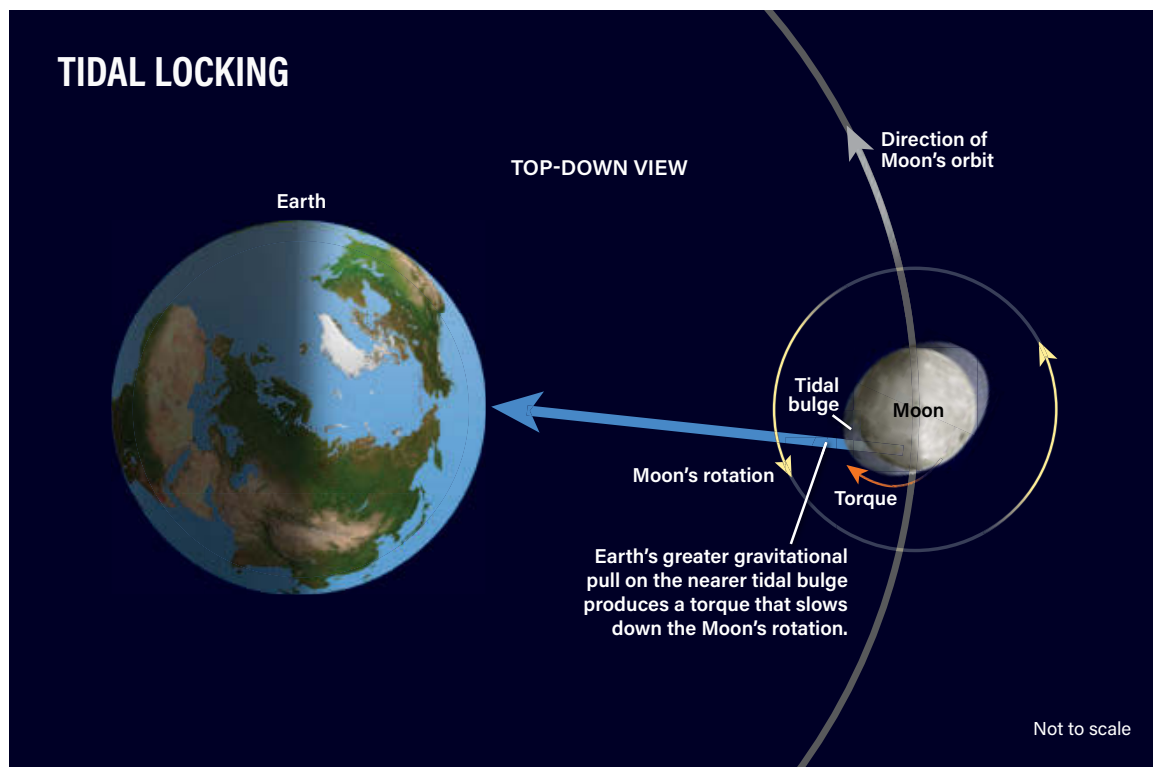 TIDAL LOCKING
TOP-DOWN VIEW
Direction of
Moon's orbit
Earth
Tidal
bulge
Moon
Moon's rotation
Torque
Earth's greater gravitational
pull on the nearer tidal bulge
produces a torque that slows
down the Moon's rotation.
Not to scale